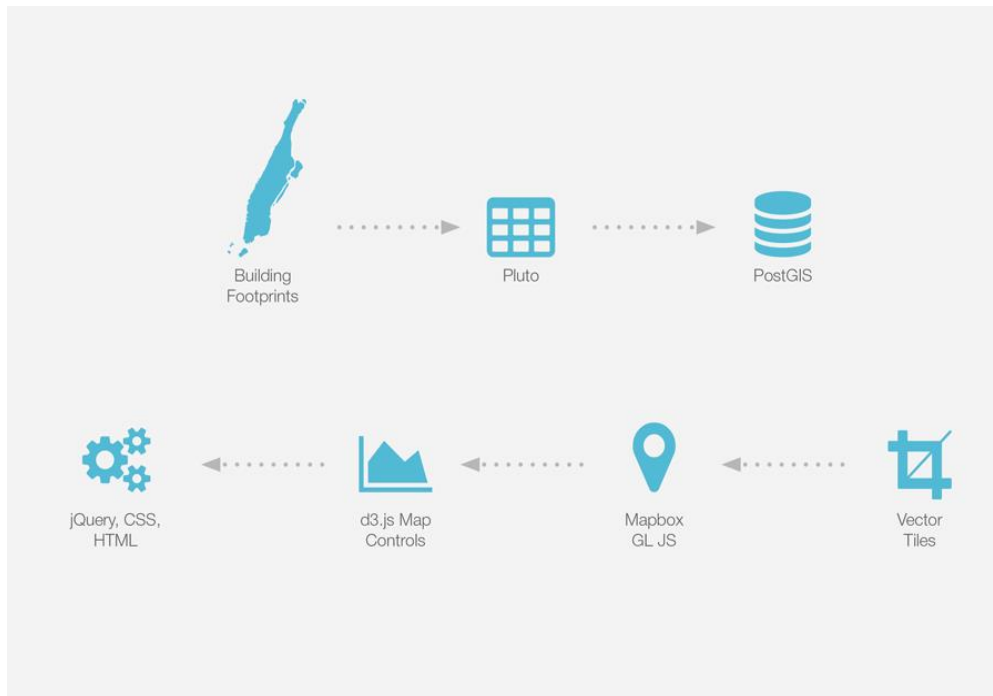 Building
Footprints
Pluto
PostGIS
jQuery, CSS,
HTML
d3.js Map
Controls
Mapbox
GL JS
Vector
Tiles